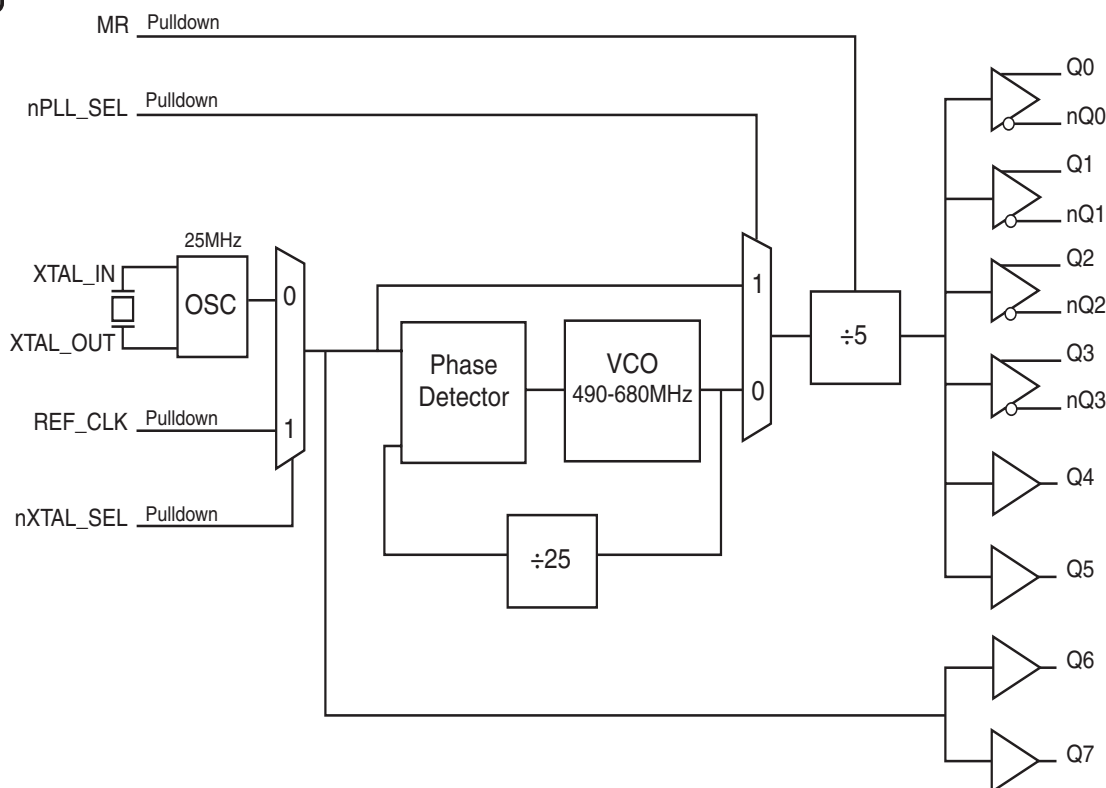 MR Pulldown
nPLL_SEL Pulldown
25MHz
XTAL_IN
OSC
XTAL_OUT
0
REF_CLK Pulldown
1
nXTAL_SEL Pulldown
Phase
Detector
VCO
490-680MHz
÷25
1
0
÷5
Q0
nQ0
Q1
nQ1
Q2
nQ2
Q3
nQ3
Q4
Q5
Q6
Q7